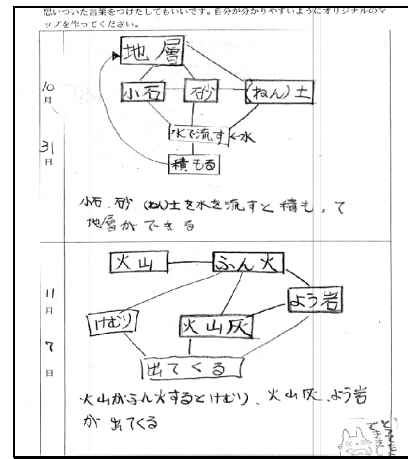 思いついた言葉をつけたしてもいいです。自分が分かりやすいようにオリジナルのマ
ップを作ってください。
10月31日
地層
小石 砂 (ねん)土
水で流す ←水
積もる
小石、砂、(ねん)土を水を流すと積もって
地層ができる
11月7日
火山 ふん火
よう岩
けむり 火山灰
出てくる
火山がふん火するとけむり、火山灰、よう岩
が出てくる